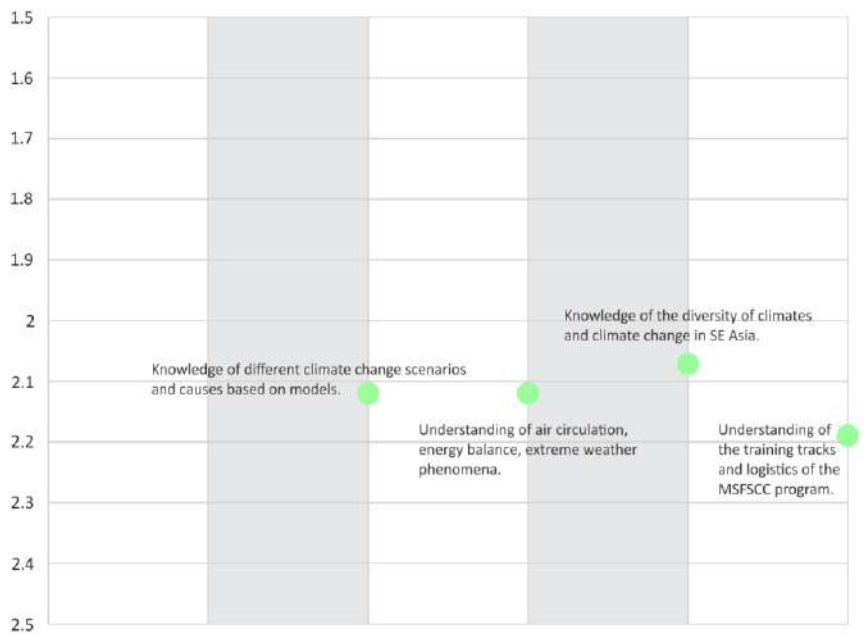 1.5
1.6
1.7
1.8
1.9
2
Knowledge of the diversity of climates
and climate change in SE Asia.
Knowledge of different climate change scenarios
and causes based on models.
2.1
Understanding of air circulation,
energy balance, extreme weather
phenomena.
Understanding of
the training tracks
and logistics of the
MSFSCC program.
2.2
2.3
2.4
2.5